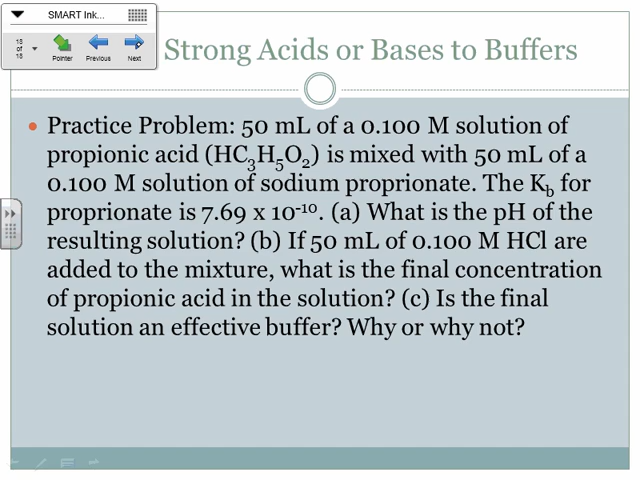 SMART Ink...
18
of
18
Pointer
Previous
Next
Strong Acids or Bases to Buffers
Practice Problem: 50 mL of a 0.100 M solution of
propionic acid (HC₃H₅O₂) is mixed with 50 mL of a
0.100 M solution of sodium proprionate. The K_b for
proprionate is 7.69 x 10⁻¹⁰. (a) What is the pH of the
resulting solution? (b) If 50 mL of 0.100 M HCl are
added to the mixture, what is the final concentration
of propionic acid in the solution? (c) Is the final
solution an effective buffer? Why or why not?